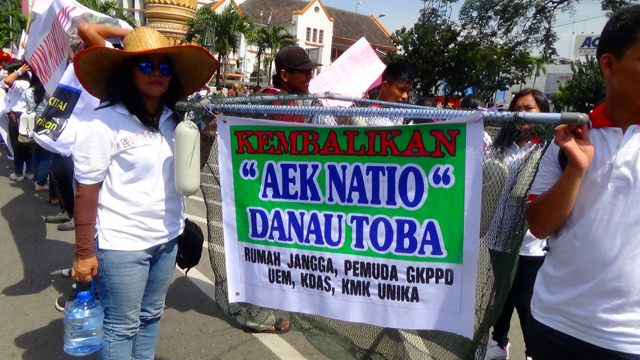 KEMBALIKAN
"AEK NATIO"
DANAU TOBA
RUMAH JANGGA, PEMUDA GKPPD
UEM, KDAS, KMK UNIKA